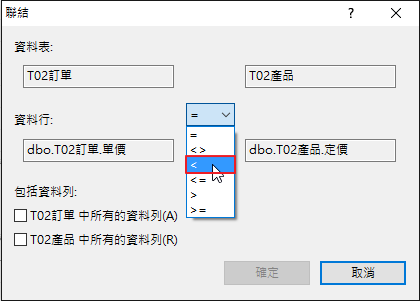 聯結
?
資料表:
T02訂單
T02產品
資料行:
=
dbo.T02訂單.單價
dbo.T02產品.定價
=
<>
<
<=
>
>=
包括資料列:
T02訂單 中所有的資料列(A)
T02產品 中所有的資料列(R)
確定
取消